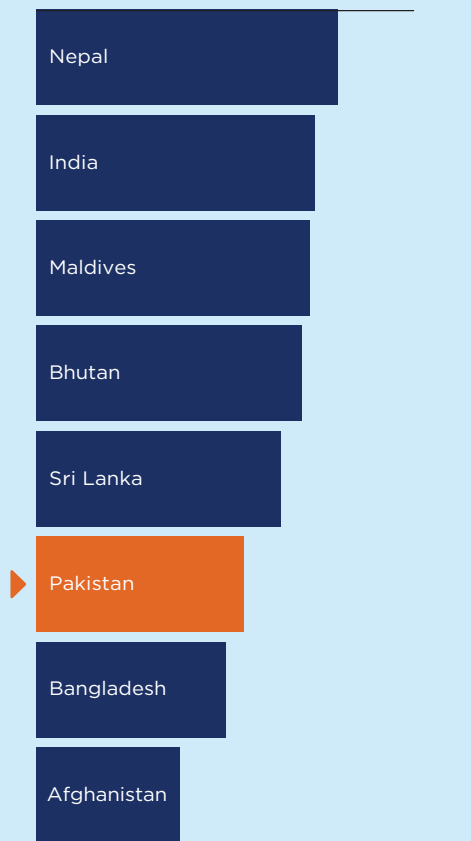 Nepal
India
Maldives
Bhutan
Sri Lanka
Pakistan
Bangladesh
Afghanistan